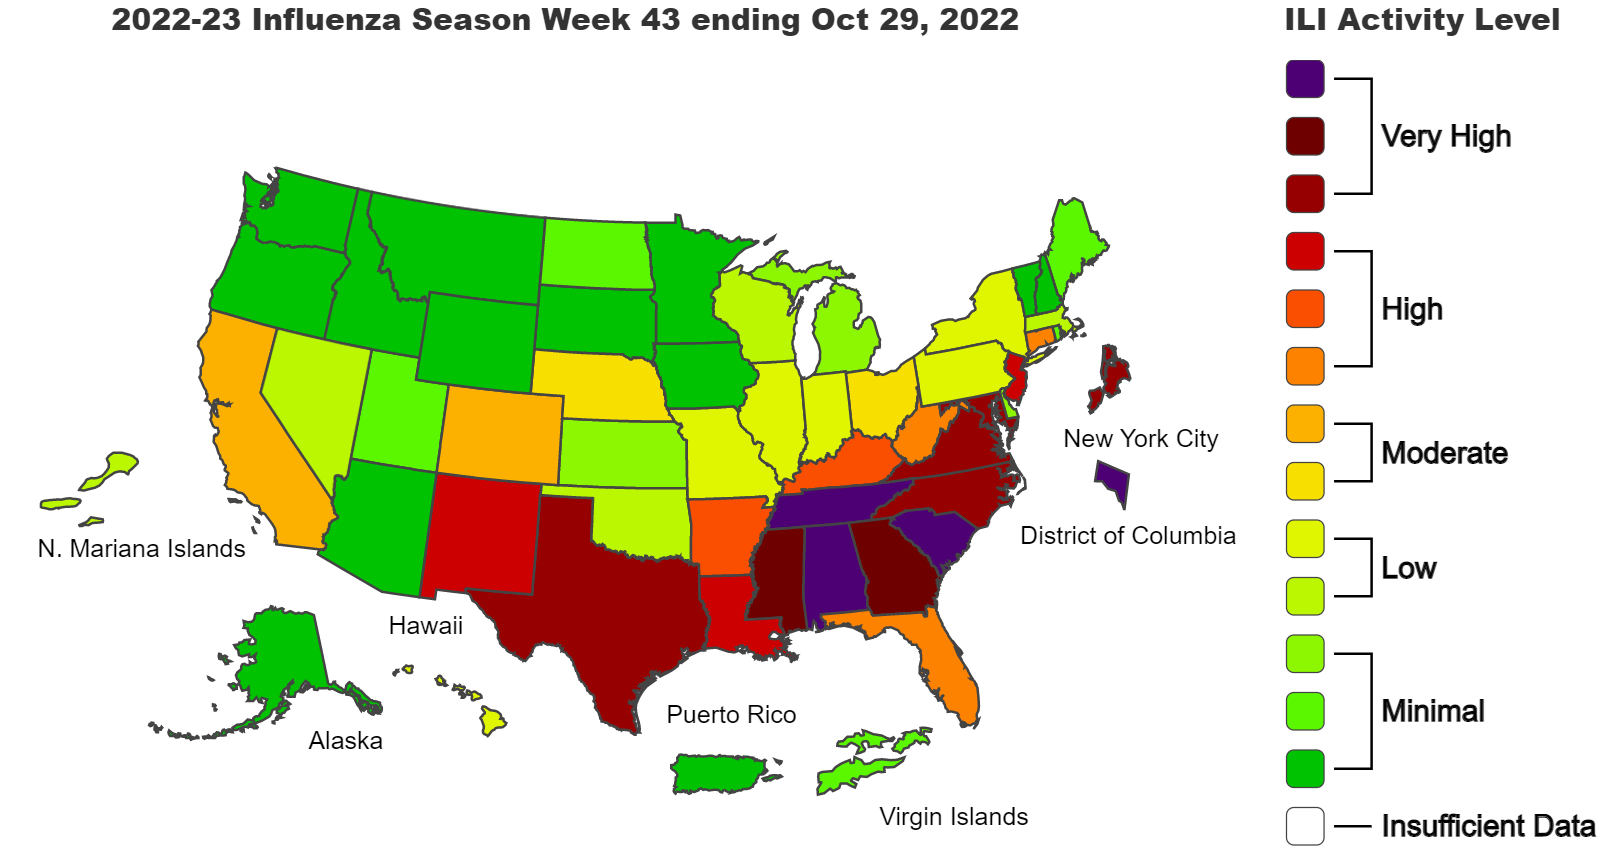 2022-23 Influenza Season Week 43 ending Oct 29, 2022
ILI Activity Level
Very High
High
Moderate
Low
Minimal
Insufficient Data
New York City
District of Columbia
N. Mariana Islands
Hawaii
Alaska
Puerto Rico
Virgin Islands